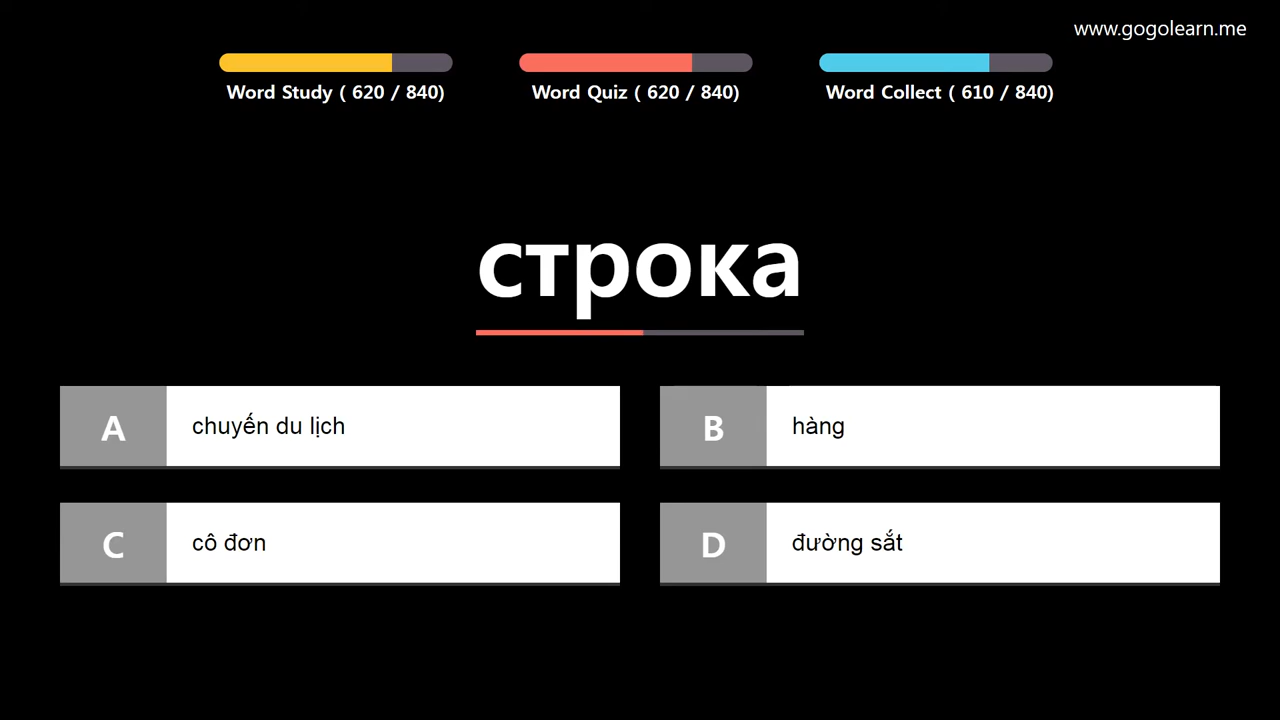 www.gogolearn.me
Word Study ( 620 / 840)
Word Quiz ( 620 / 840)
Word Collect ( 610 / 840)
строка
A
chuyến du lịch
B
hàng
C
cô đơn
D
đường sắt